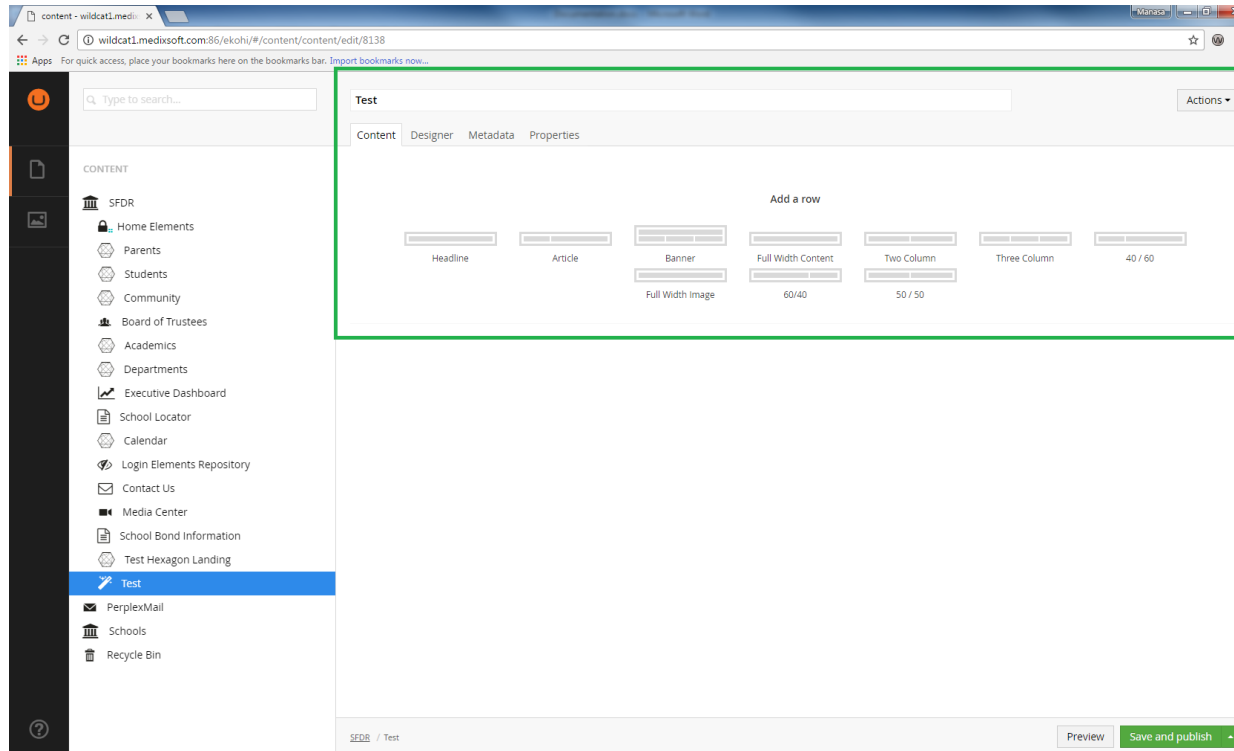 content - wildcat1.medix
Manasa
wildcat1.medixsoft.com:86/ekohi/#/content/content/edit/8138
Apps For quick access, place your bookmarks here on the bookmarks bar. Import bookmarks now...
Type to search...
Test
Actions
Content Designer Metadata Properties
CONTENT
SFDR
Home Elements
Parents
Students
Community
Board of Trustees
Academics
Departments
Executive Dashboard
School Locator
Calendar
Login Elements Repository
Contact Us
Media Center
School Bond Information
Test Hexagon Landing
Test
PerplexMail
Schools
Recycle Bin
Add a row
Headline Article Banner Full Width Content Two Column Three Column 40 / 60
Full Width Image 60/40 50 / 50
SFDR / Test
Preview Save and publish